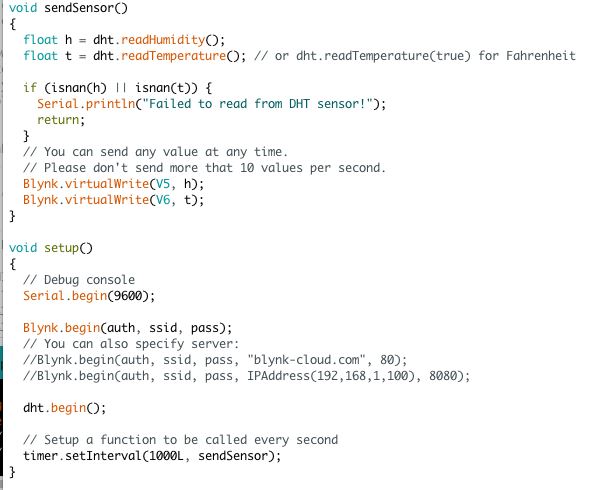 void sendSensor()
{
  float h = dht.readHumidity();
  float t = dht.readTemperature(); // or dht.readTemperature(true) for Fahrenheit

  if (isnan(h) || isnan(t)) {
    Serial.println("Failed to read from DHT sensor!");
    return;
  }
  // You can send any value at any time.
  // Please don't send more that 10 values per second.
  Blynk.virtualWrite(V5, h);
  Blynk.virtualWrite(V6, t);
}

void setup()
{
  // Debug console
  Serial.begin(9600);

  Blynk.begin(auth, ssid, pass);
  // You can also specify server:
  //Blynk.begin(auth, ssid, pass, "blynk-cloud.com", 80);
  //Blynk.begin(auth, ssid, pass, IPAddress(192,168,1,100), 8080);

  dht.begin();

  // Setup a function to be called every second
  timer.setInterval(1000L, sendSensor);
}